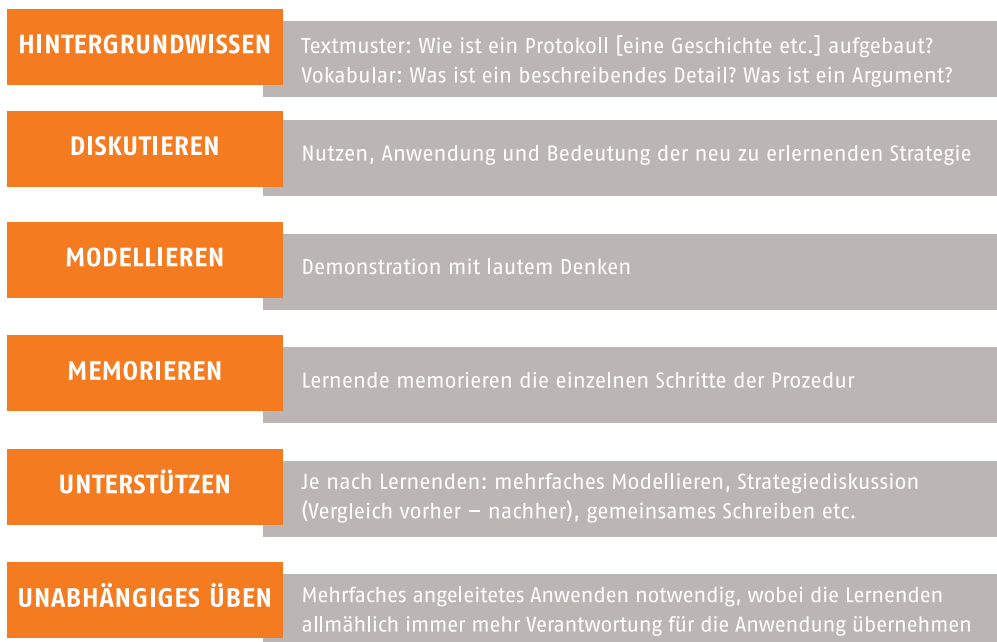 HINTERGRUNDWISSEN
Textmuster: Wie ist ein Protokoll [eine Geschichte etc.] aufgebaut?
Vokabular: Was ist ein beschreibendes Detail? Was ist ein Argument?
DISKUTIEREN
Nutzen, Anwendung und Bedeutung der neu zu erlernenden Strategie
MODELLIEREN
Demonstration mit lautem Denken
MEMORIEREN
Lernende memorieren die einzelnen Schritte der Prozedur
UNTERSTÜTZEN
Je nach Lernenden: mehrfaches Modellieren, Strategiediskussion
(Vergleich vorher – nachher), gemeinsames Schreiben etc.
UNABHÄNGIGES ÜBEN
Mehrfaches angeleitetes Anwenden notwendig, wobei die Lernenden
allmählich immer mehr Verantwortung für die Anwendung übernehmen